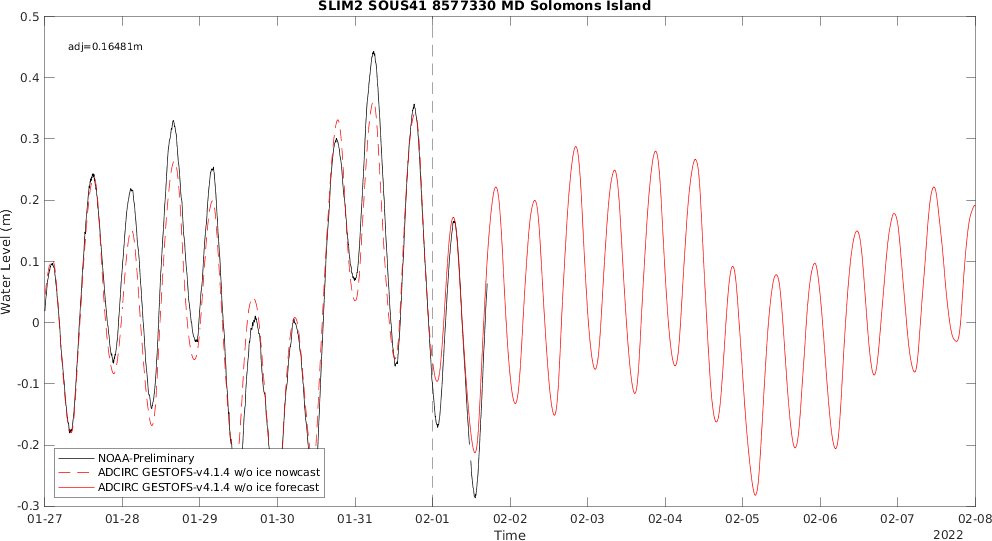 SLIM2 SOUS41 8577330 MD Solomons Island
adj=0.16481m
Water Level (m)
0.5
0.4
0.3
0.2
0.1
0
-0.1
-0.2
-0.3
NOAA-Preliminary
ADCIRC GESTOFS-v4.1.4 w/o ice nowcast
ADCIRC GESTOFS-v4.1.4 w/o ice forecast
01-27 01-28 01-29 01-30 01-31 02-01 02-02 02-03 02-04 02-05 02-06 02-07 02-08
Time
2022